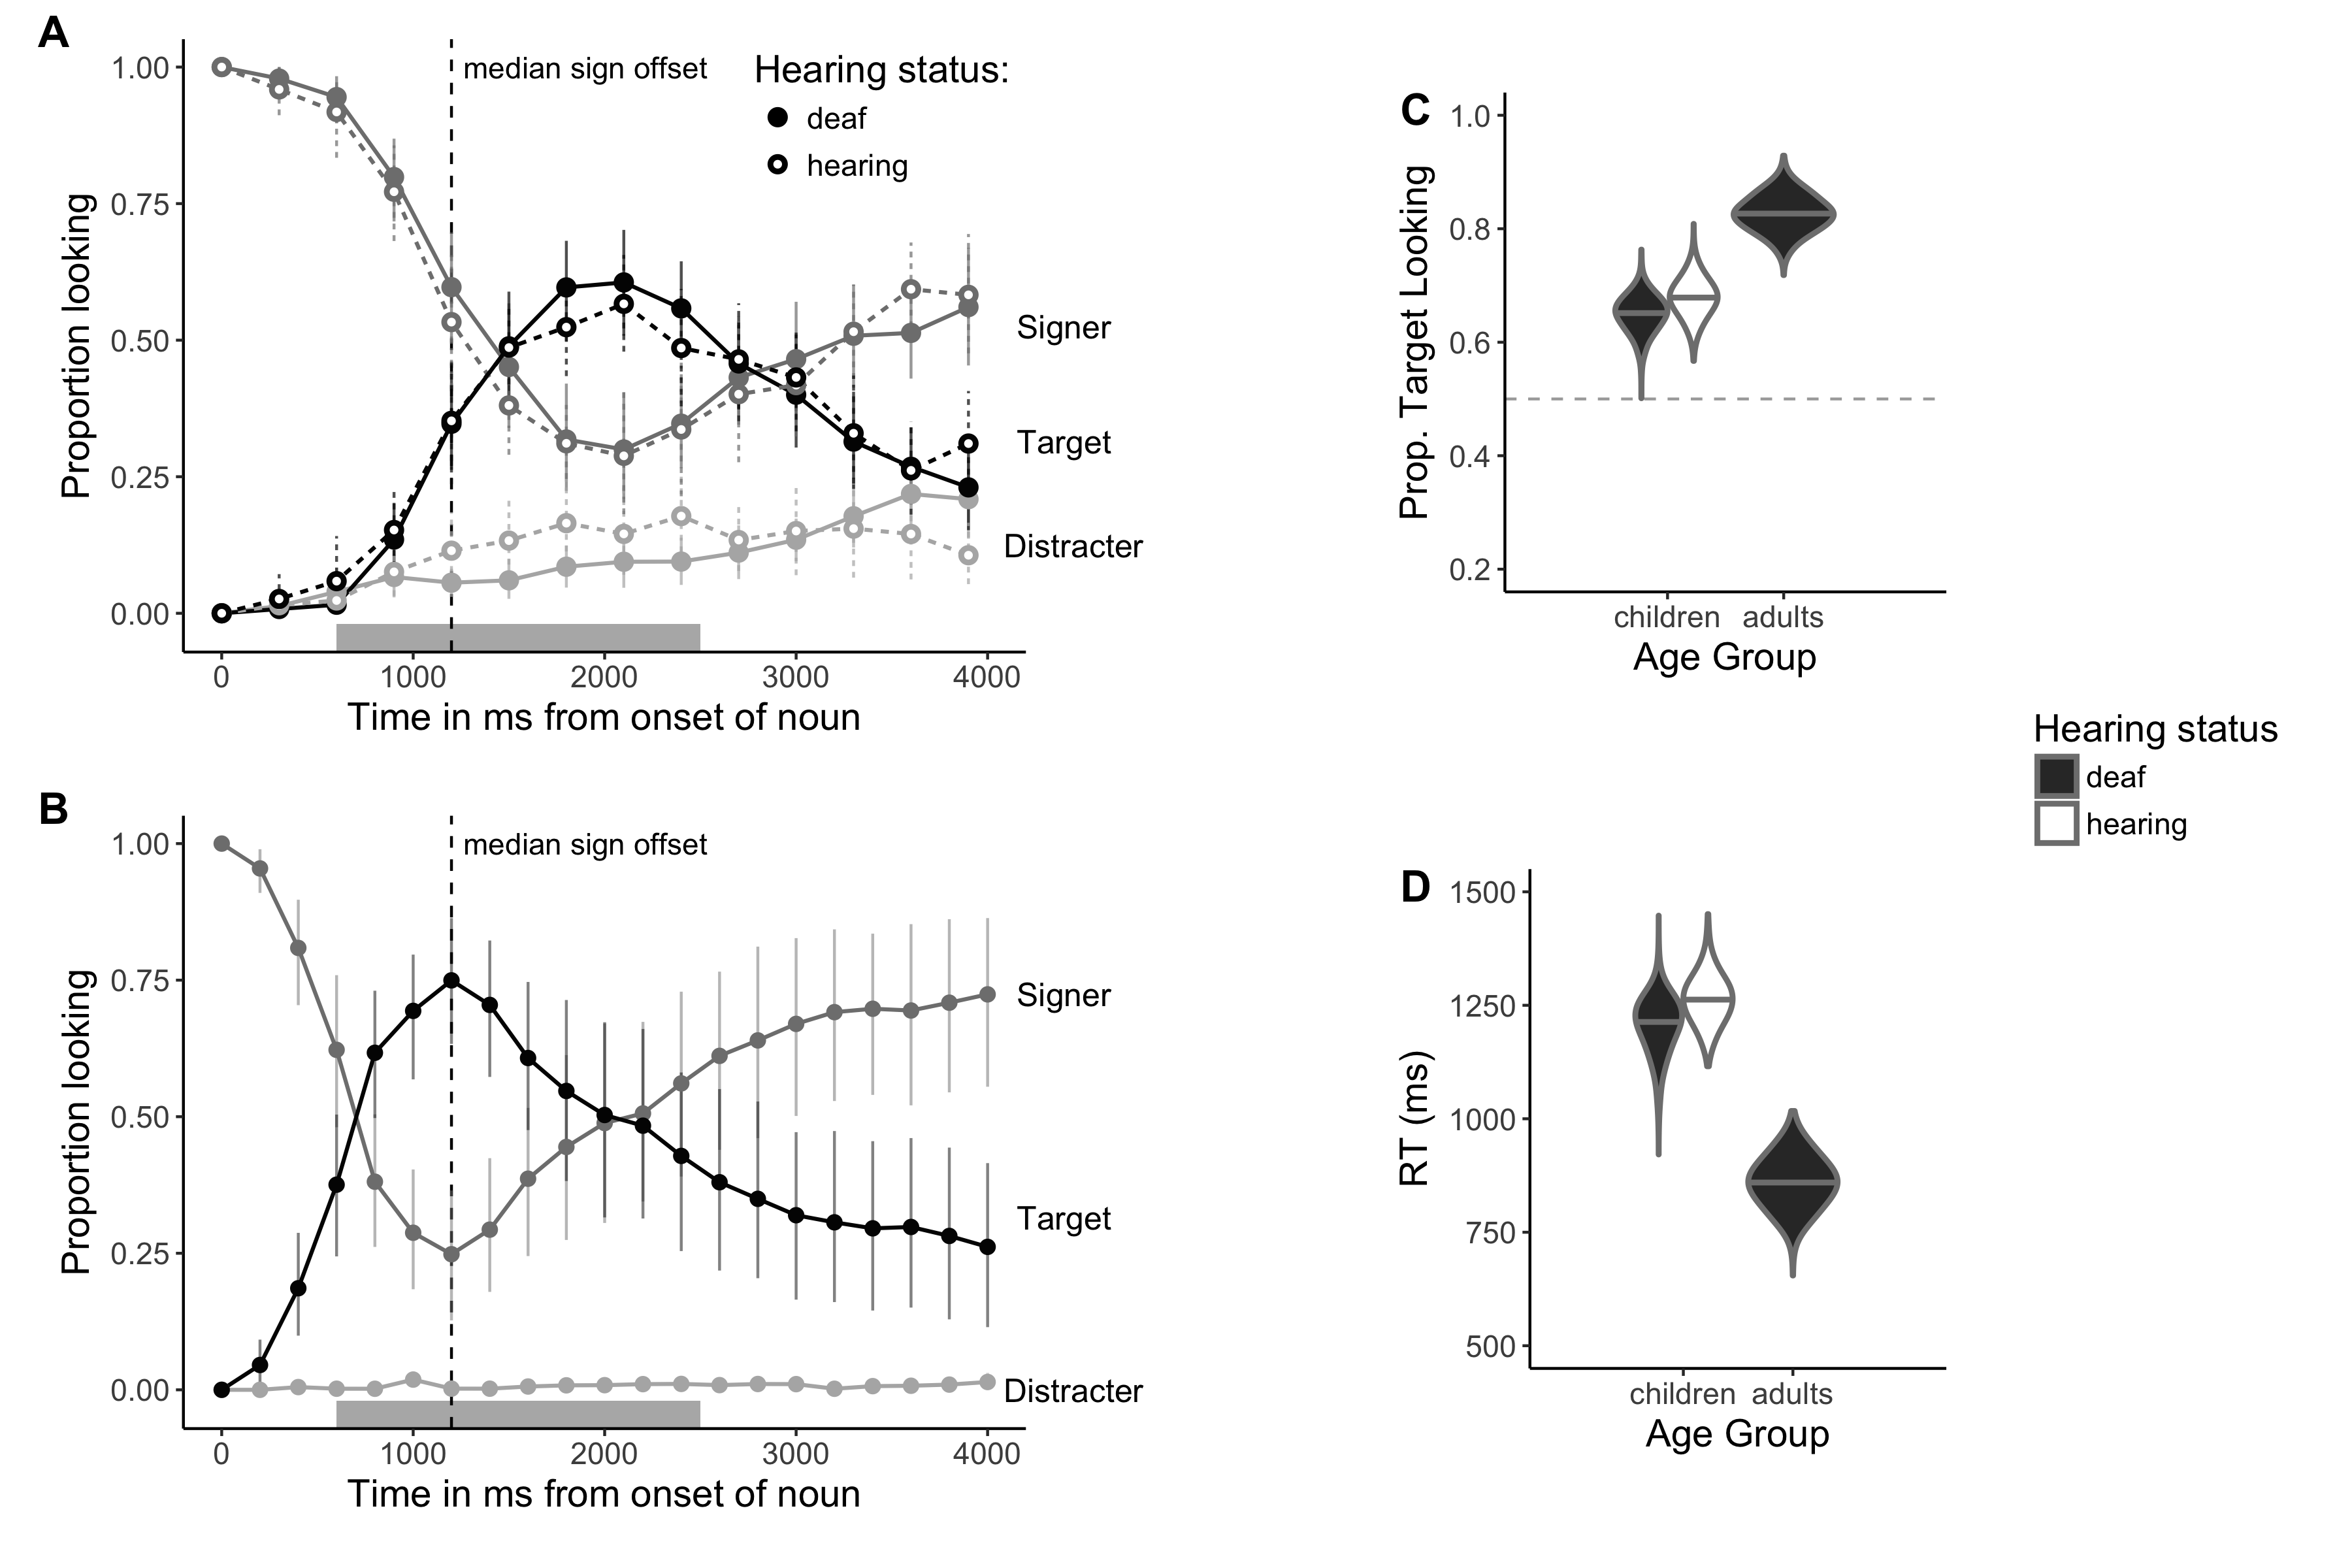 A
1.00
0.75
0.50
0.25
0.00
Proportion looking
median sign offset
Hearing status:
deaf
hearing
Signer
Target
Distracter
0 1000 2000 3000 4000
Time in ms from onset of noun
B
1.00
0.75
0.50
0.25
0.00
Proportion looking
median sign offset
Signer
Target
Distracter
0 1000 2000 3000 4000
Time in ms from onset of noun
C
1.0
0.8
0.6
0.4
0.2
Prop. Target Looking
children adults
Age Group
Hearing status
deaf
hearing
D
1500
1250
1000
750
500
RT (ms)
children adults
Age Group